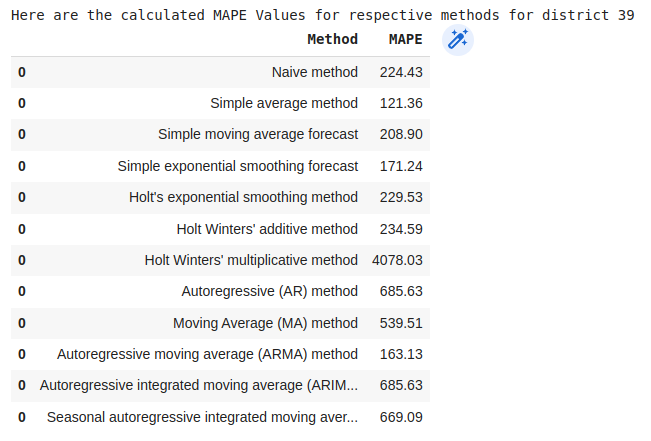 Here are the calculated MAPE Values for respective methods for district 39
Method MAPE
0 Naive method 224.43
0 Simple average method 121.36
0 Simple moving average forecast 208.90
0 Simple exponential smoothing forecast 171.24
0 Holt's exponential smoothing method 229.53
0 Holt Winters' additive method 234.59
0 Holt Winters' multiplicative method 4078.03
0 Autoregressive (AR) method 685.63
0 Moving Average (MA) method 539.51
0 Autoregressive moving average (ARMA) method 163.13
0 Autoregressive integrated moving average (ARIM... 685.63
0 Seasonal autoregressive integrated moving aver... 669.09